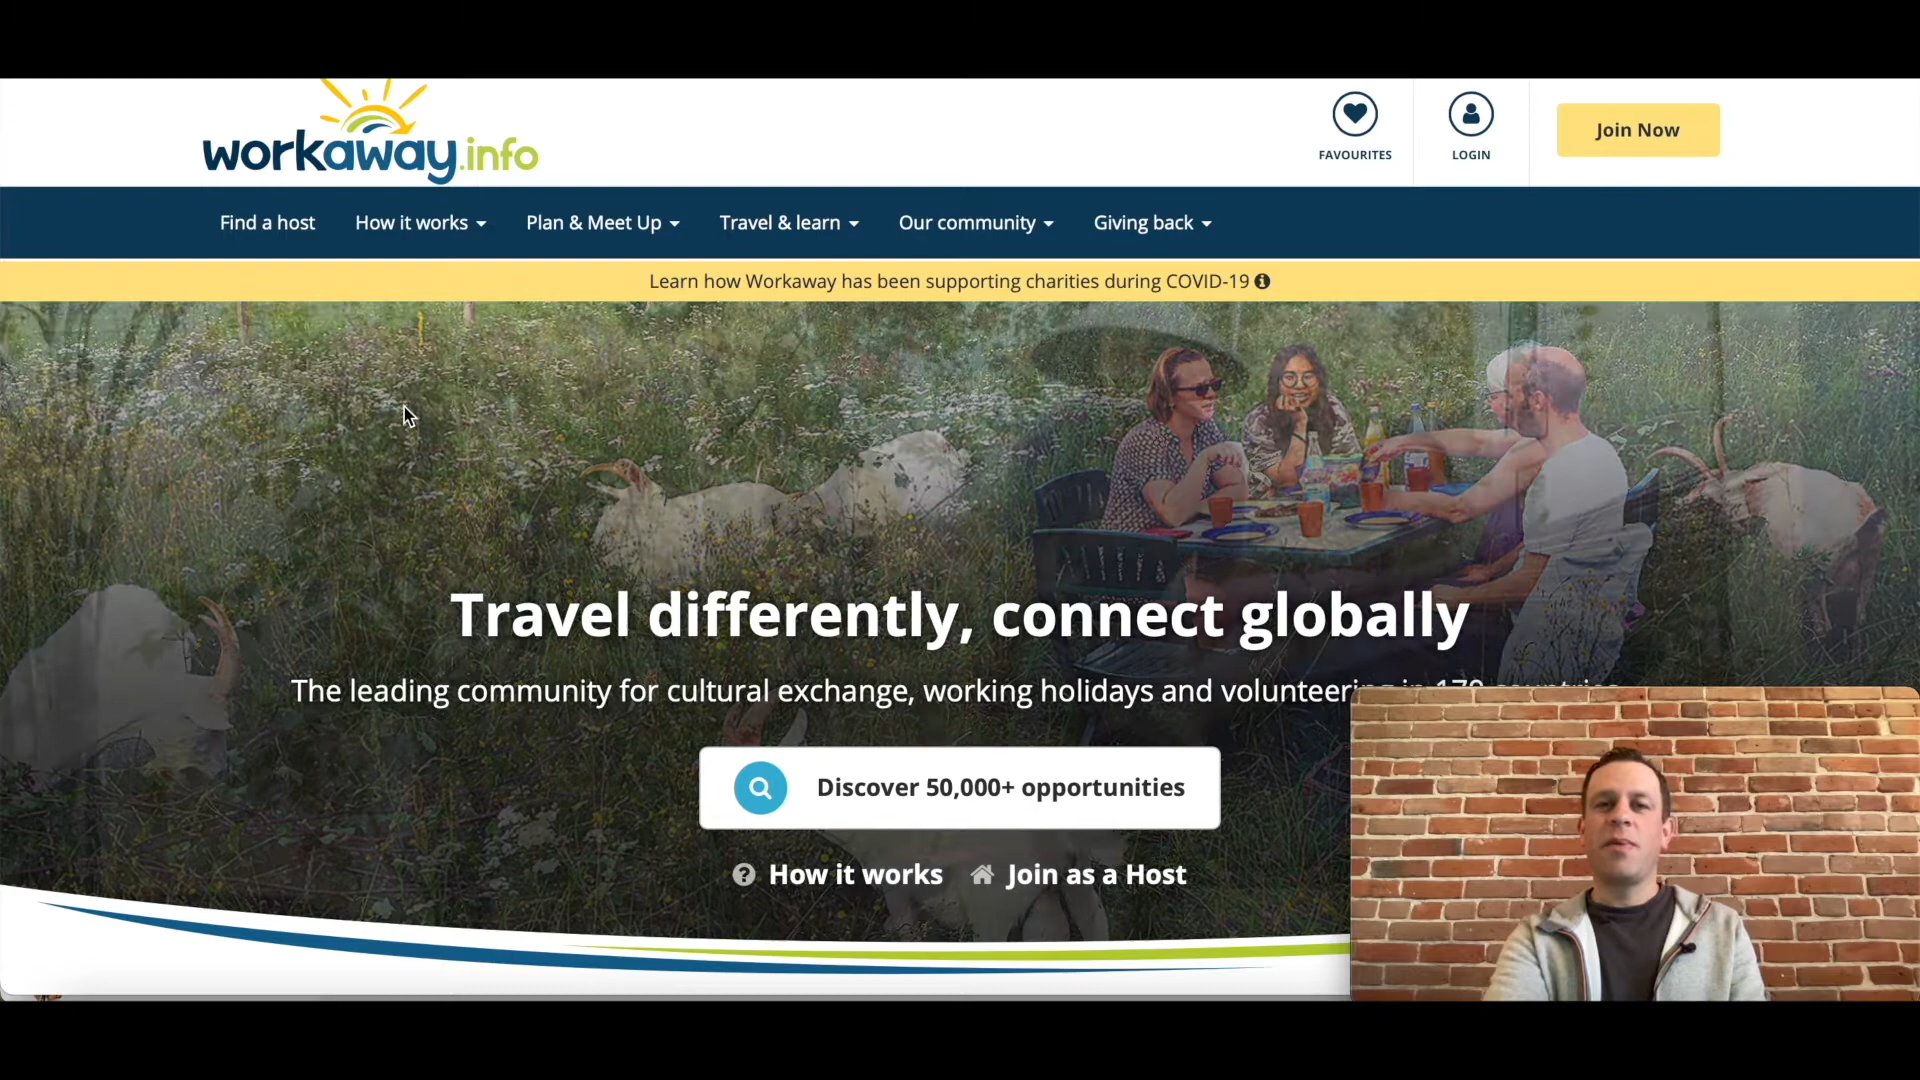 workaway.info
FAVOURITES
LOGIN
Join Now
Find a host How it works Plan & Meet Up Travel & learn Our community Giving back
Learn how Workaway has been supporting charities during COVID-19
Travel differently, connect globally
The leading community for cultural exchange, working holidays and volunteering in
Discover 50,000+ opportunities
How it works Join as a Host